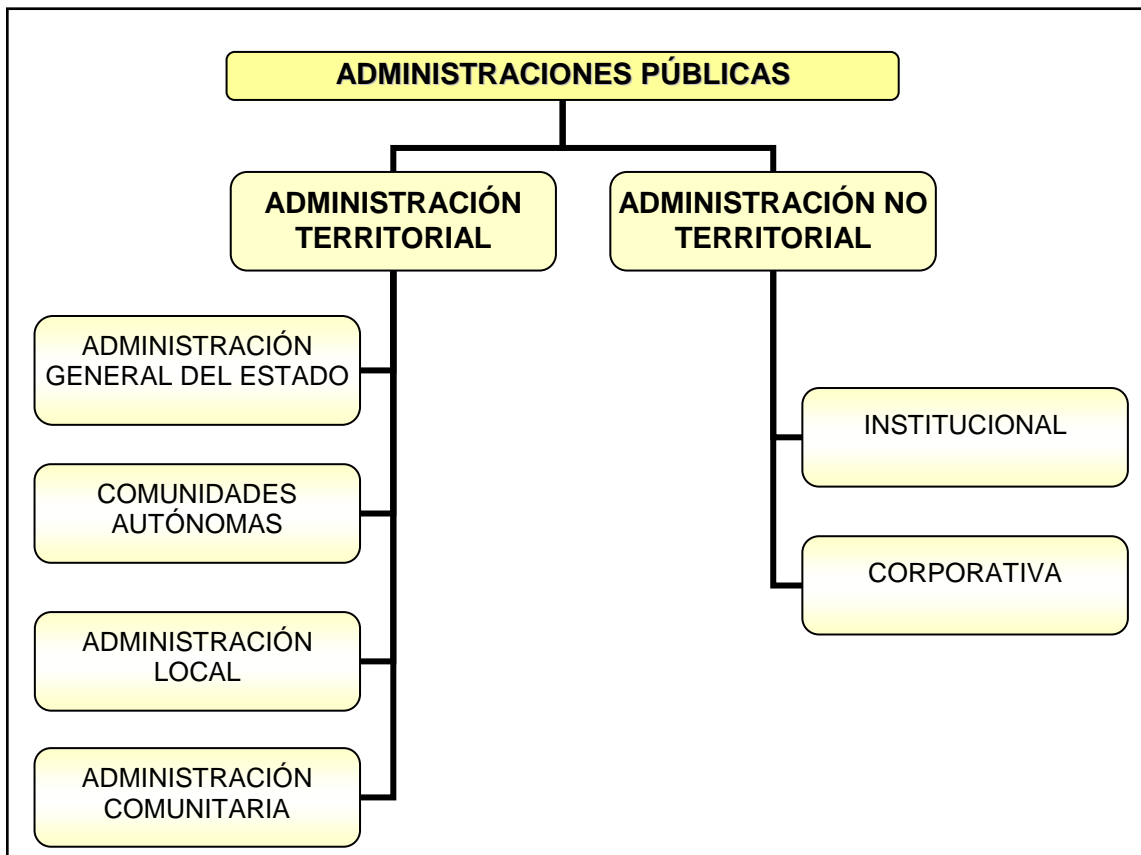 ADMINISTRACIONES PÚBLICAS
ADMINISTRACIÓN
TERRITORIAL
ADMINISTRACIÓN NO
TERRITORIAL
ADMINISTRACIÓN
GENERAL DEL ESTADO
COMUNIDADES
AUTÓNOMAS
ADMINISTRACIÓN
LOCAL
ADMINISTRACIÓN
COMUNITARIA
INSTITUCIONAL
CORPORATIVA